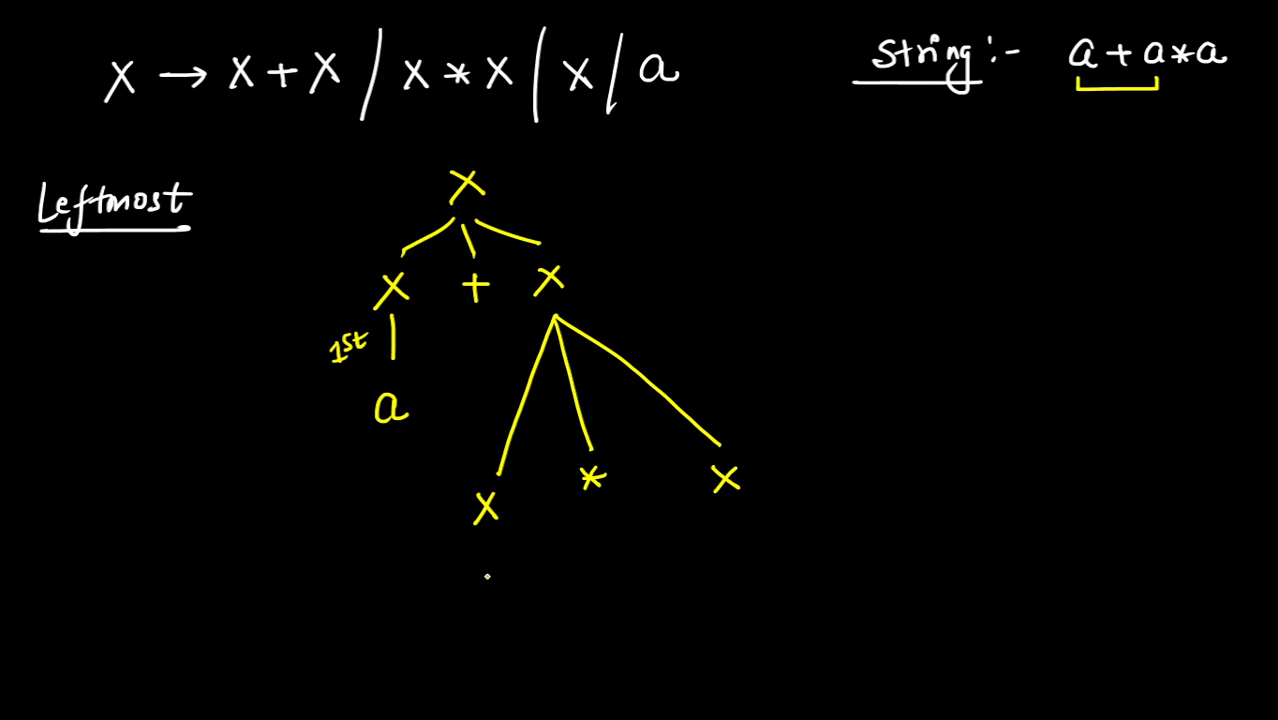 X → X + X / X * X / X / a
String :- a + a * a
Leftmost
X
X + X
1st
a
X * X